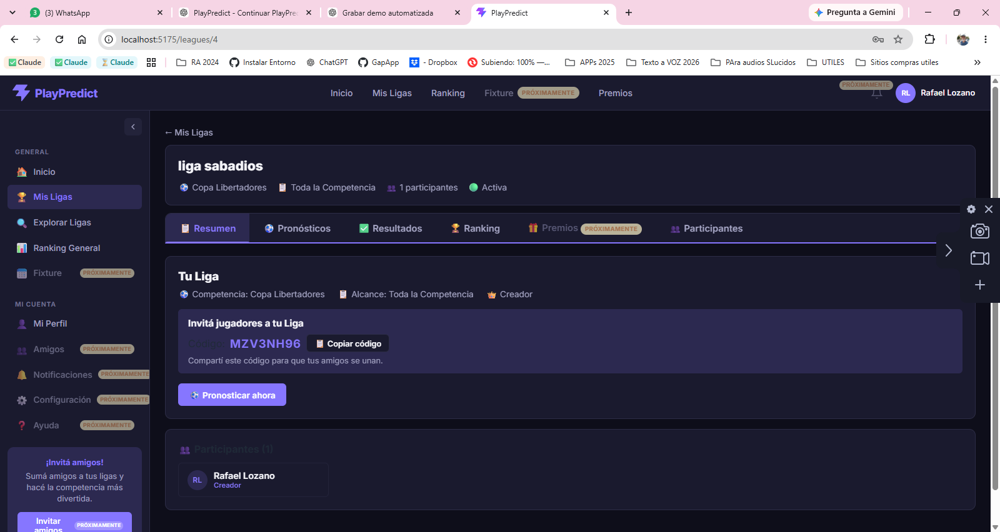 (3) WhatsApp
PlayPredict - Continuar PlayPre
Grabar demo automatizada
PlayPredict
Pregunta a Gemini
localhost:5175/leagues/4
Claude
Claude
Claude
RA 2024
Instalar Entorno
ChatGPT
GapApp
- Dropbox
Subiendo: 100% —...
APPs 2025
Texto a VOZ 2026
PAra audios SLucidos
UTILES
Sitios compras utiles
PlayPredict
Inicio
Mis Ligas
Ranking
Fixture PRÓXIMAMENTE
Premios
PRÓXIMAMENTE
RL
Rafael Lozano
GENERAL
Inicio
Mis Ligas
Explorar Ligas
Ranking General
Fixture PRÓXIMAMENTE
MI CUENTA
Mi Perfil
Amigos PRÓXIMAMENTE
Notificaciones PRÓXIMAMENTE
Configuración PRÓXIMAMENTE
Ayuda PRÓXIMAMENTE
¡Invitá amigos!
Sumá amigos a tus ligas y
hacé la competencia más
divertida.
Invitar
amigos
PRÓXIMAMENTE
← Mis Ligas
liga sabadios
Copa Libertadores
Toda la Competencia
1 participantes
Activa
Resumen
Pronósticos
Resultados
Ranking
Premios PRÓXIMAMENTE
Participantes
Tu Liga
Competencia: Copa Libertadores
Alcance: Toda la Competencia
Creador
Invitá jugadores a tu Liga
Código: MZV3NH96 Copiar código
Compartí este código para que tus amigos se unan.
Pronosticar ahora
Participantes (1)
RL
Rafael Lozano
Creador